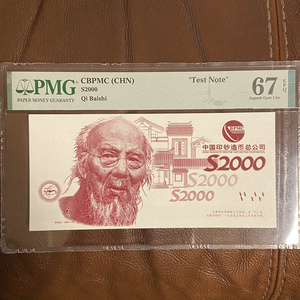 PMG
PAPER MONEY GUARANTY
CBPMC (CHN)
S2000
Qi Baishi
"Test Note"
67
EPQ
Superb Gem Unc
中国印钞造币总公司
S2000
S2000
S2000